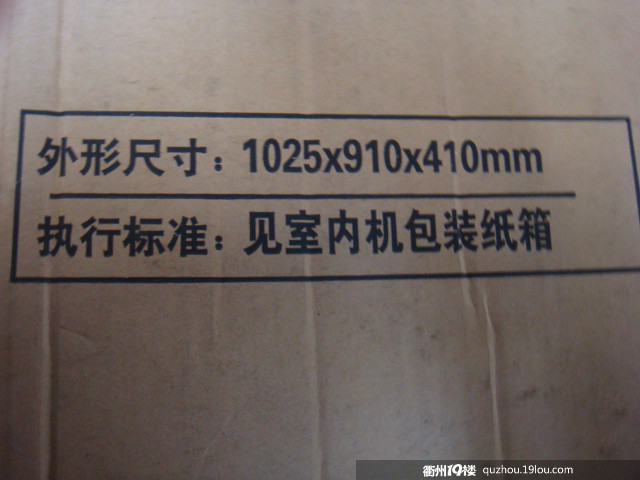 外形尺寸：1025x910x410mm
执行标准：见室内机包装纸箱
衢州19楼 quzhou.19lou.com